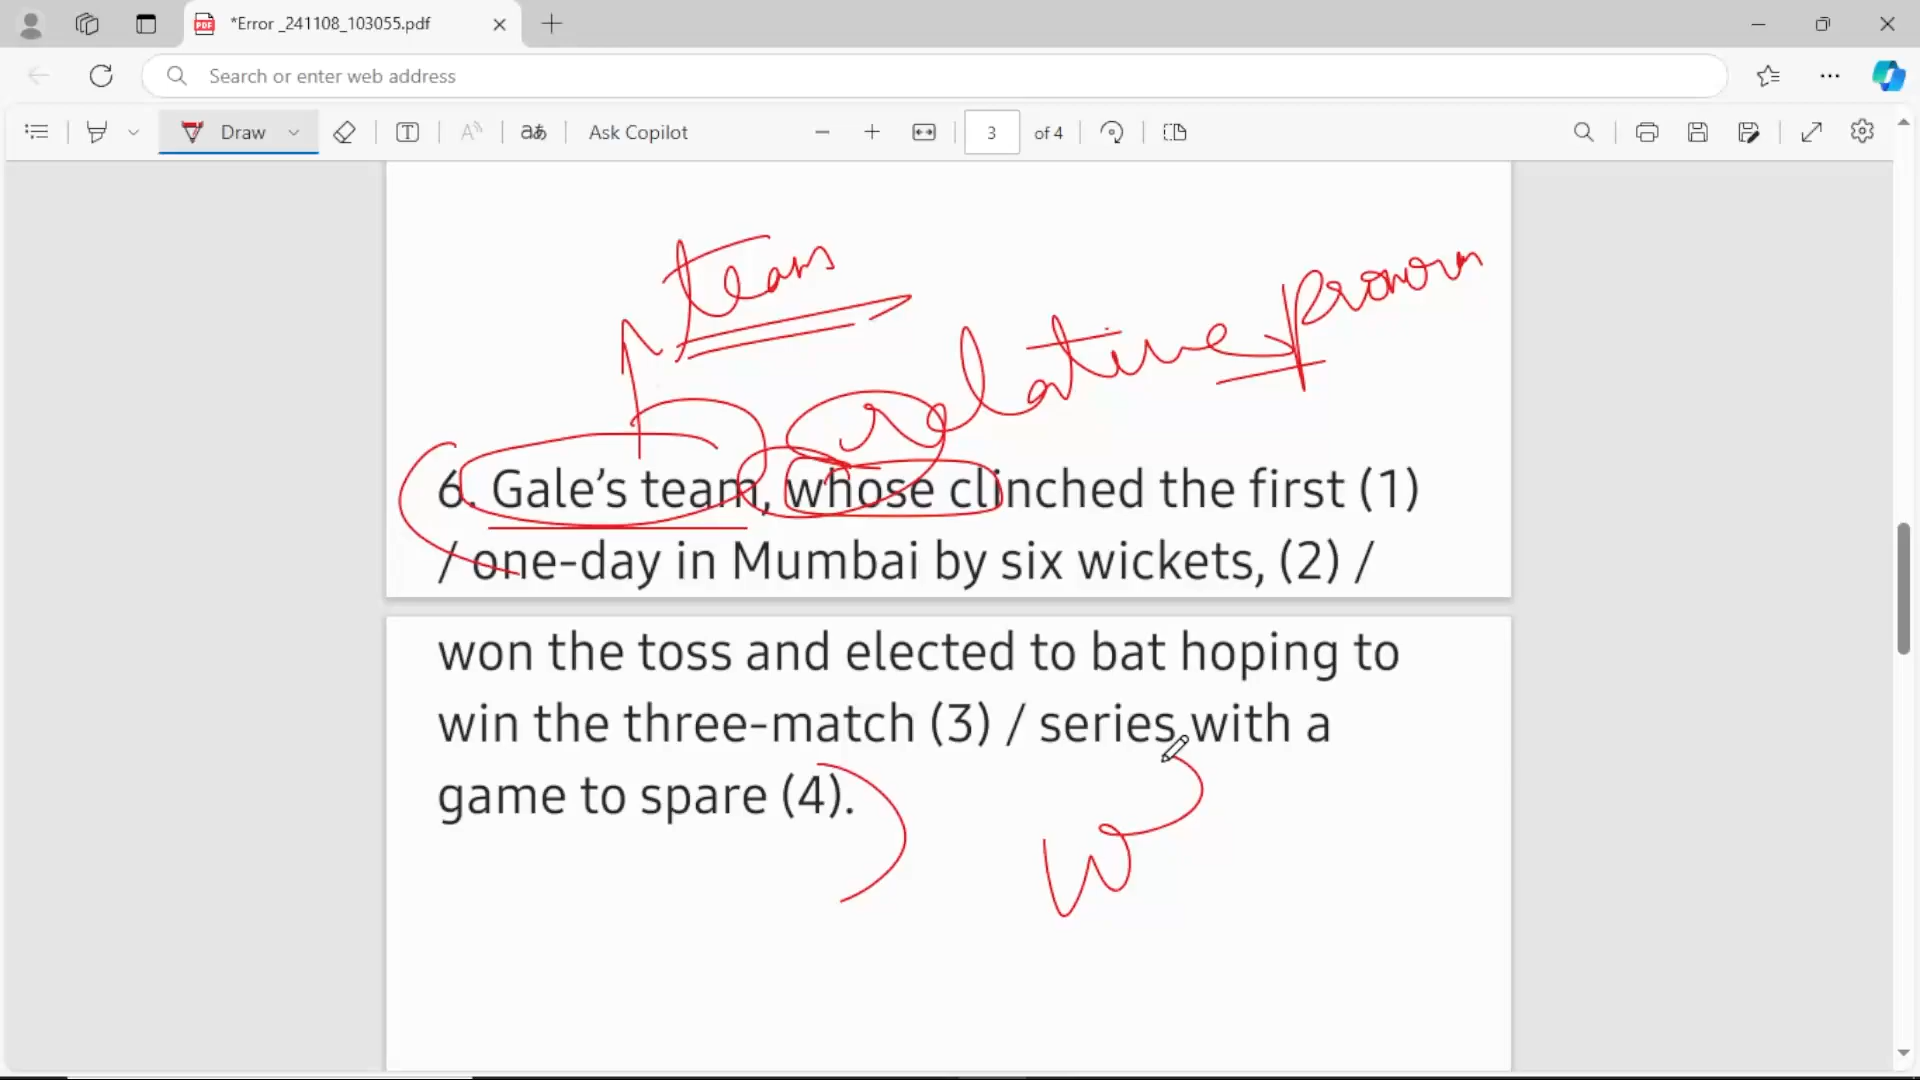 *Error _241108_103055.pdf
Search or enter web address
Draw
Ask Copilot
3 of 4
team
relative pronoun
6. Gale’s team, whose clinched the first (1)
/ one-day in Mumbai by six wickets, (2) /
won the toss and elected to bat hoping to
win the three-match (3) / series with a
game to spare (4).
W